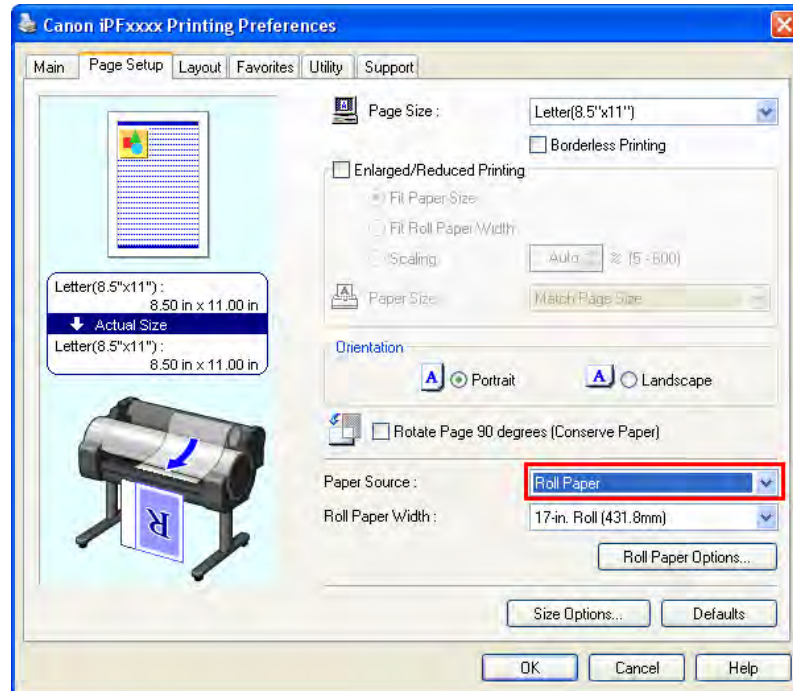 Canon iPFxxxx Printing Preferences
Main Page Setup Layout Favorites Utility Support
Page Size : Letter(8.5"x11")
Borderless Printing
Enlarged/Reduced Printing
Fit Paper Size
Fit Roll Paper Width
Scaling Auto % (5 - 600)
Paper Size Match Page Size
Letter(8.5"x11") :
8.50 in x 11.00 in
Actual Size
Letter(8.5"x11") :
8.50 in x 11.00 in
Orientation
A Portrait A Landscape
Rotate Page 90 degrees (Conserve Paper)
Paper Source : Roll Paper
Roll Paper Width : 17-in. Roll (431.8mm)
Roll Paper Options...
R
Size Options... Defaults
OK Cancel Help